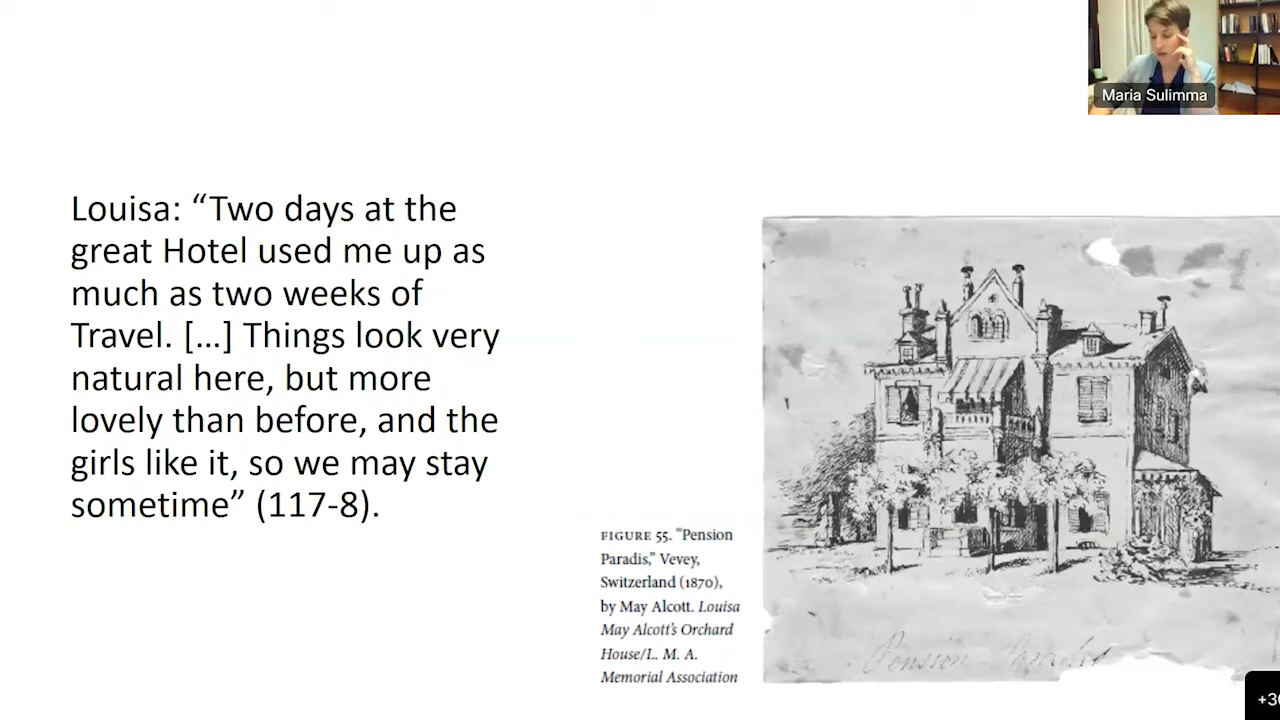 Maria Sulimma
Louisa: “Two days at the
great Hotel used me up as
much as two weeks of
Travel. […] Things look very
natural here, but more
lovely than before, and the
girls like it, so we may stay
sometime” (117-8).
FIGURE 55. “Pension
Paradis,” Vevey,
Switzerland (1870),
by May Alcott. Louisa
May Alcott’s Orchard
House/L. M. A.
Memorial Association
Pension Paradis